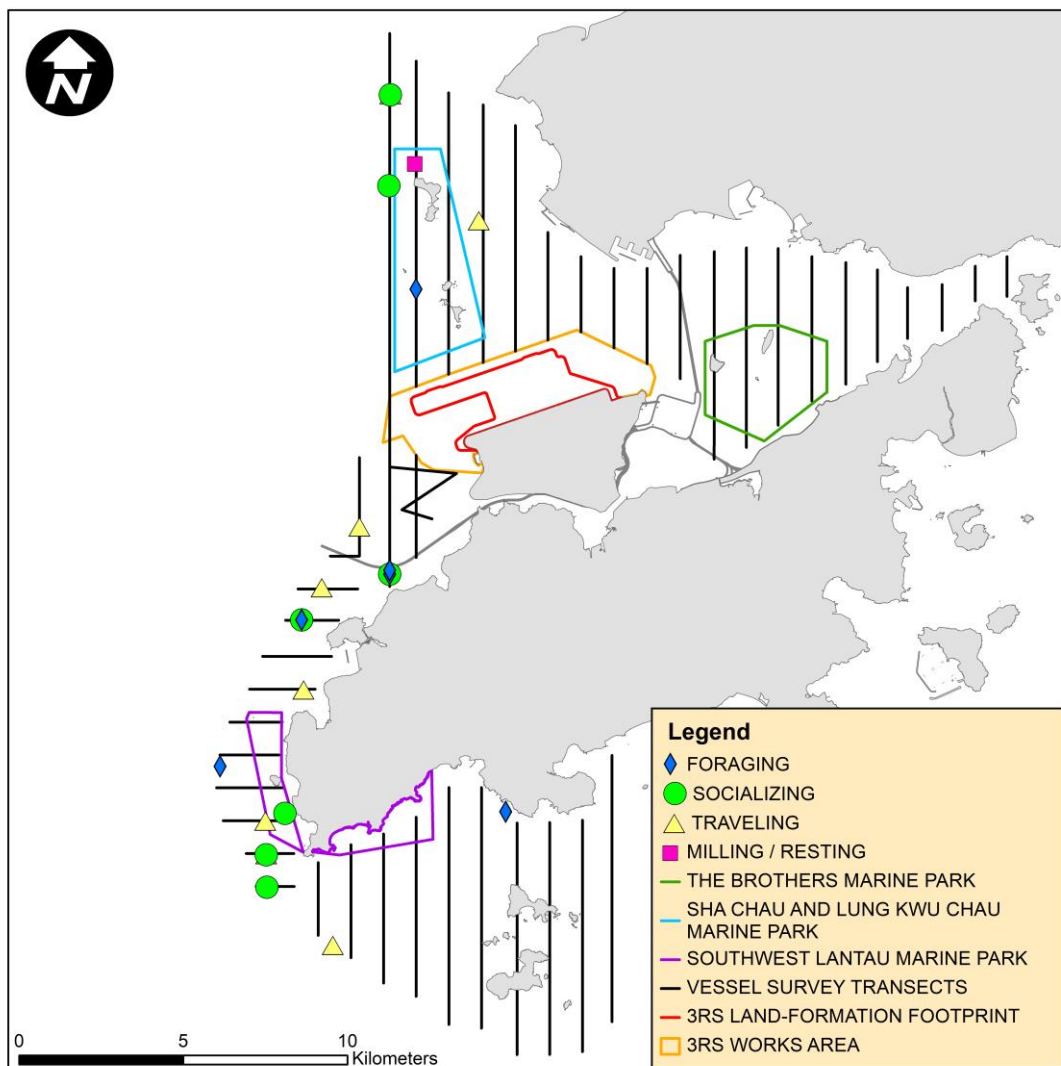 N
Legend
FORAGING
SOCIALIZING
TRAVELING
MILLING / RESTING
THE BROTHERS MARINE PARK
SHA CHAU AND LUNG KWU CHAU
MARINE PARK
SOUTHWEST LANTAU MARINE PARK
VESSEL SURVEY TRANSECTS
3RS LAND-FORMATION FOOTPRINT
3RS WORKS AREA
0 5 10
Kilometers